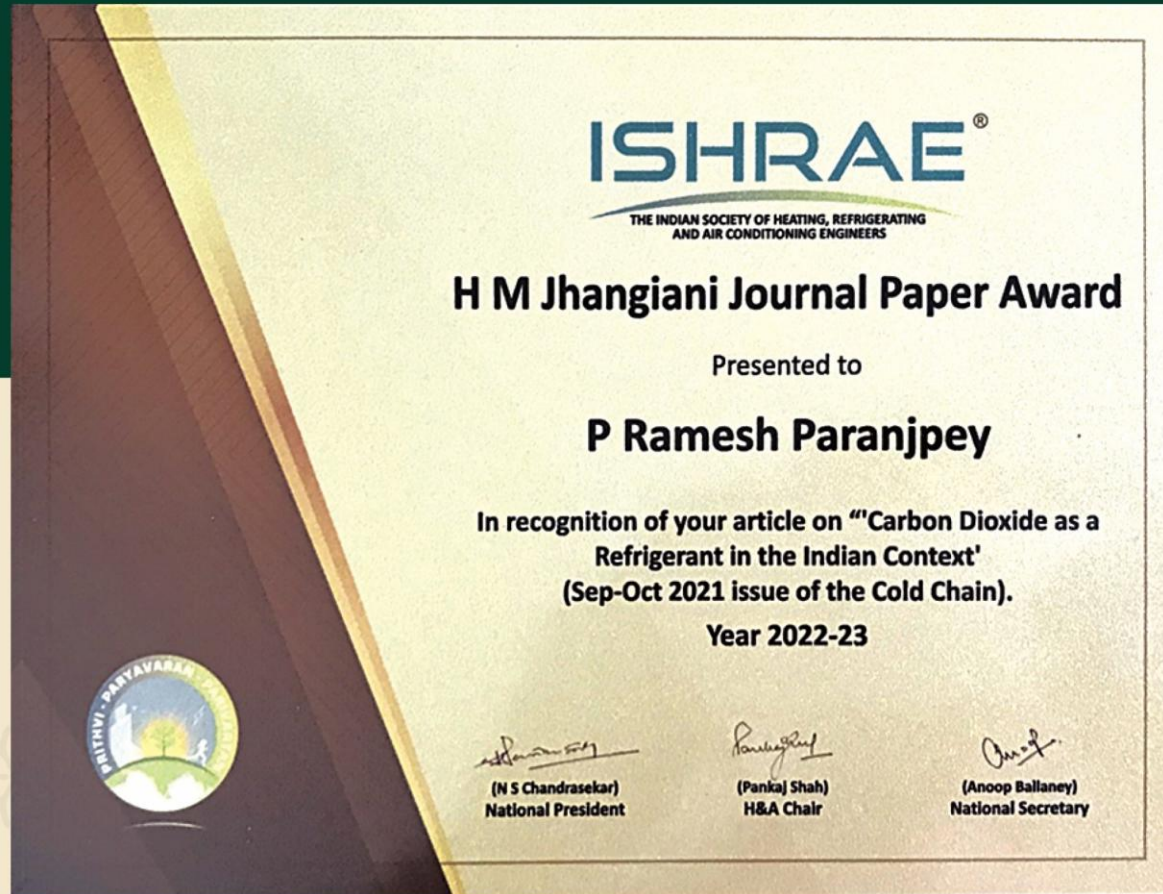 ISHRAE®
THE INDIAN SOCIETY OF HEATING, REFRIGERATING
AND AIR CONDITIONING ENGINEERS
H M Jhangiani Journal Paper Award
Presented to
P Ramesh Paranjpey
In recognition of your article on “'Carbon Dioxide as a
Refrigerant in the Indian Context'
(Sep-Oct 2021 issue of the Cold Chain).
Year 2022-23
PRITHVI - PARYAVARAN -
(N S Chandrasekar)
National President
(Pankaj Shah)
H&A Chair
(Anoop Ballaney)
National Secretary